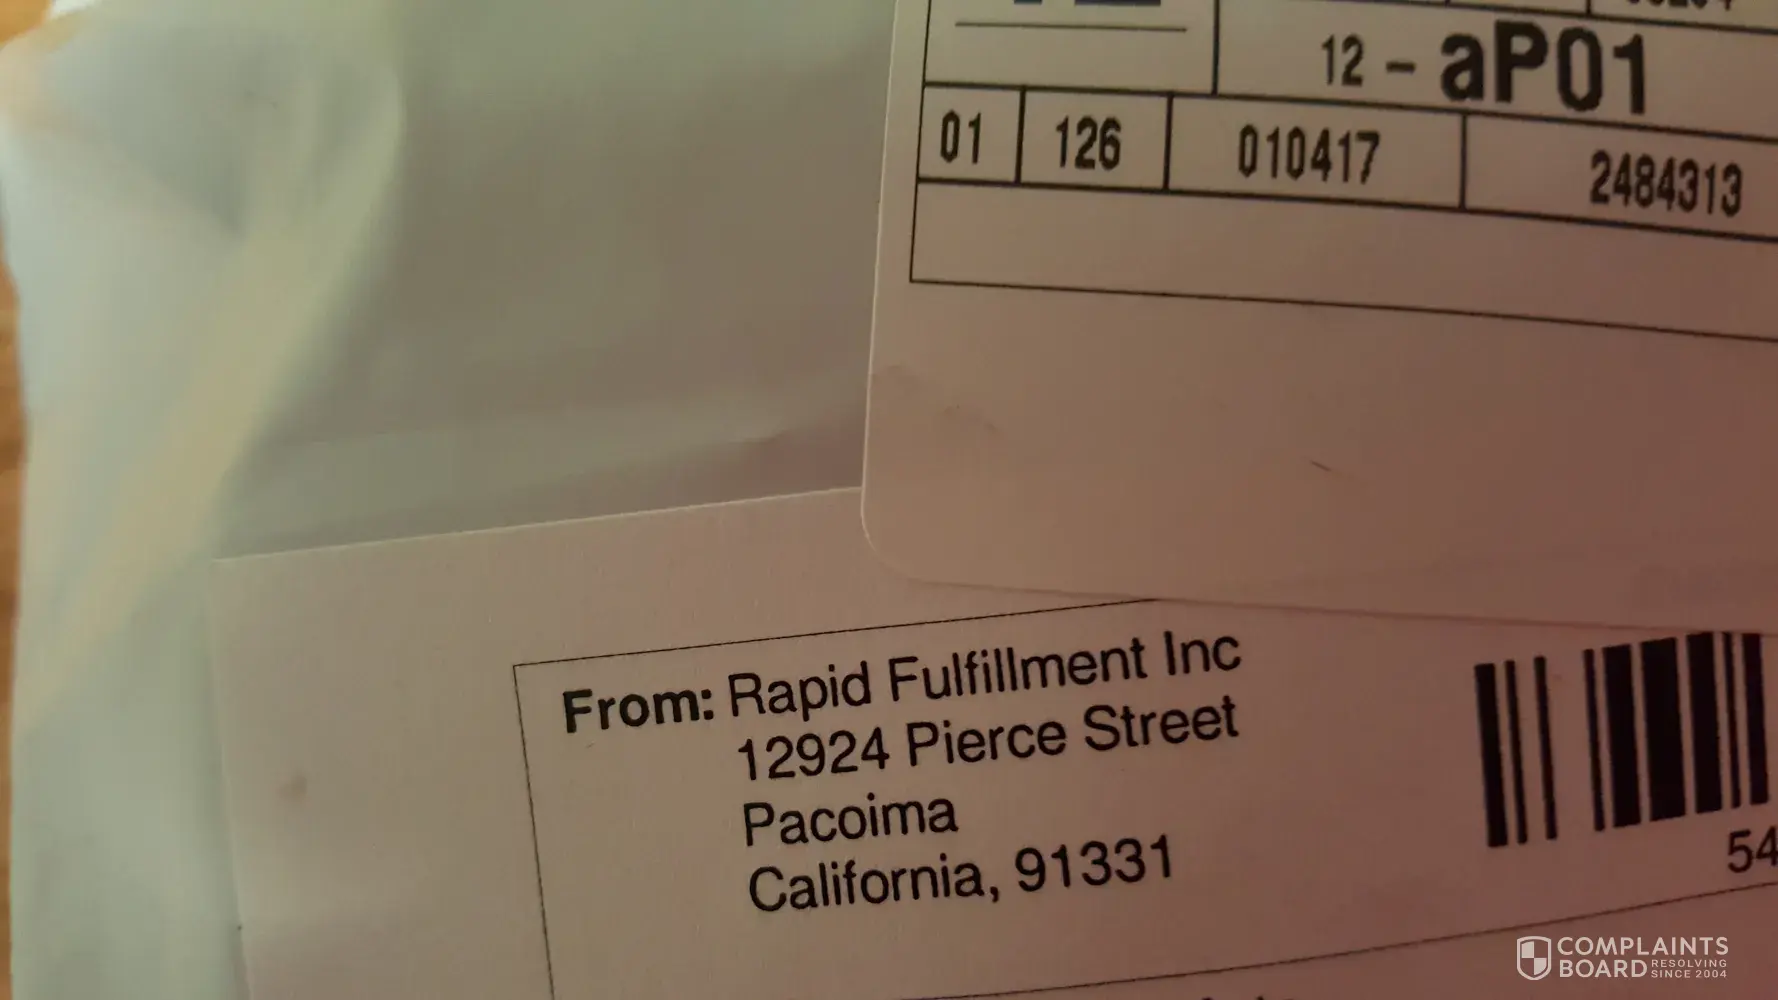 12 - aP01
01 126 010417 2484313
From: Rapid Fulfillment Inc
12924 Pierce Street
Pacoima
California, 91331
54
COMPLAINTS
BOARD RESOLVING
SINCE 2004